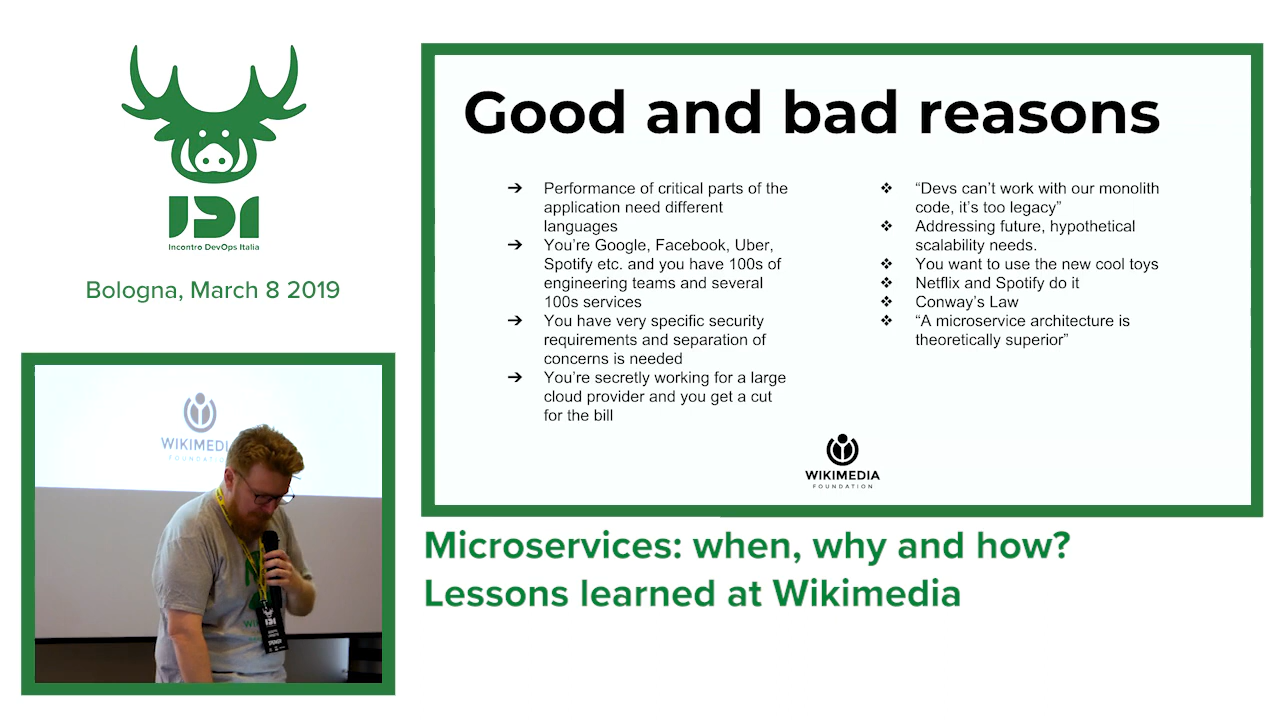 IDI
Incontro DevOps Italia
Bologna, March 8 2019
WIKIMEDI
FOUNDATIO
IDI
SPEAKER
Good and bad reasons
➔ Performance of critical parts of the
application need different
languages
➔ You're Google, Facebook, Uber,
Spotify etc. and you have 100s of
engineering teams and several
100s services
➔ You have very specific security
requirements and separation of
concerns is needed
➔ You're secretly working for a large
cloud provider and you get a cut
for the bill
❖ “Devs can't work with our monolith
code, it's too legacy”
❖ Addressing future, hypothetical
scalability needs.
❖ You want to use the new cool toys
❖ Netflix and Spotify do it
❖ Conway's Law
❖ “A microservice architecture is
theoretically superior”
WIKIMEDIA
FOUNDATION
Microservices: when, why and how?
Lessons learned at Wikimedia